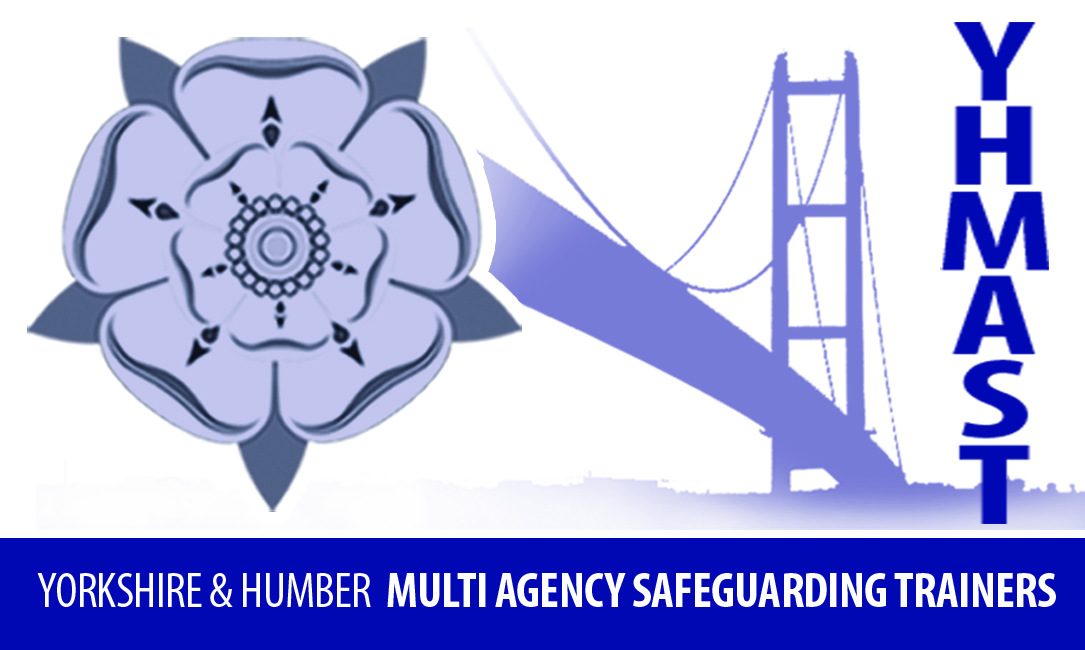 YHMAST
YORKSHIRE & HUMBER MULTI AGENCY SAFEGUARDING TRAINERS